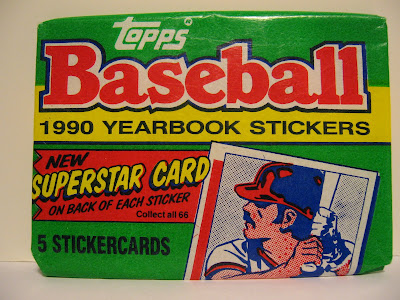 Topps®
Baseball
1990 YEARBOOK STICKERS
NEW
SUPERSTAR CARD
ON BACK OF EACH STICKER
Collect all 66
5 STICKERCARDS